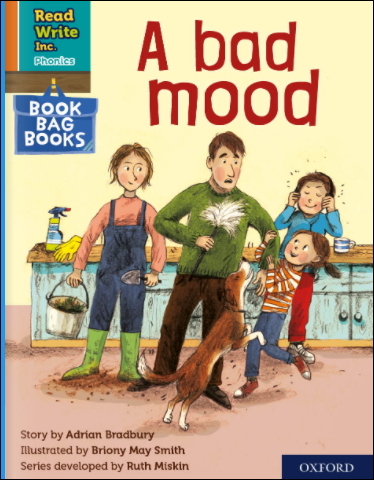 Read
Write
Inc.
Phonics
BOOK
BAG
BOOKS
A bad
mood
Story by Adrian Bradbury
Illustrated by Briony May Smith
Series developed by Ruth Miskin
OXFORD